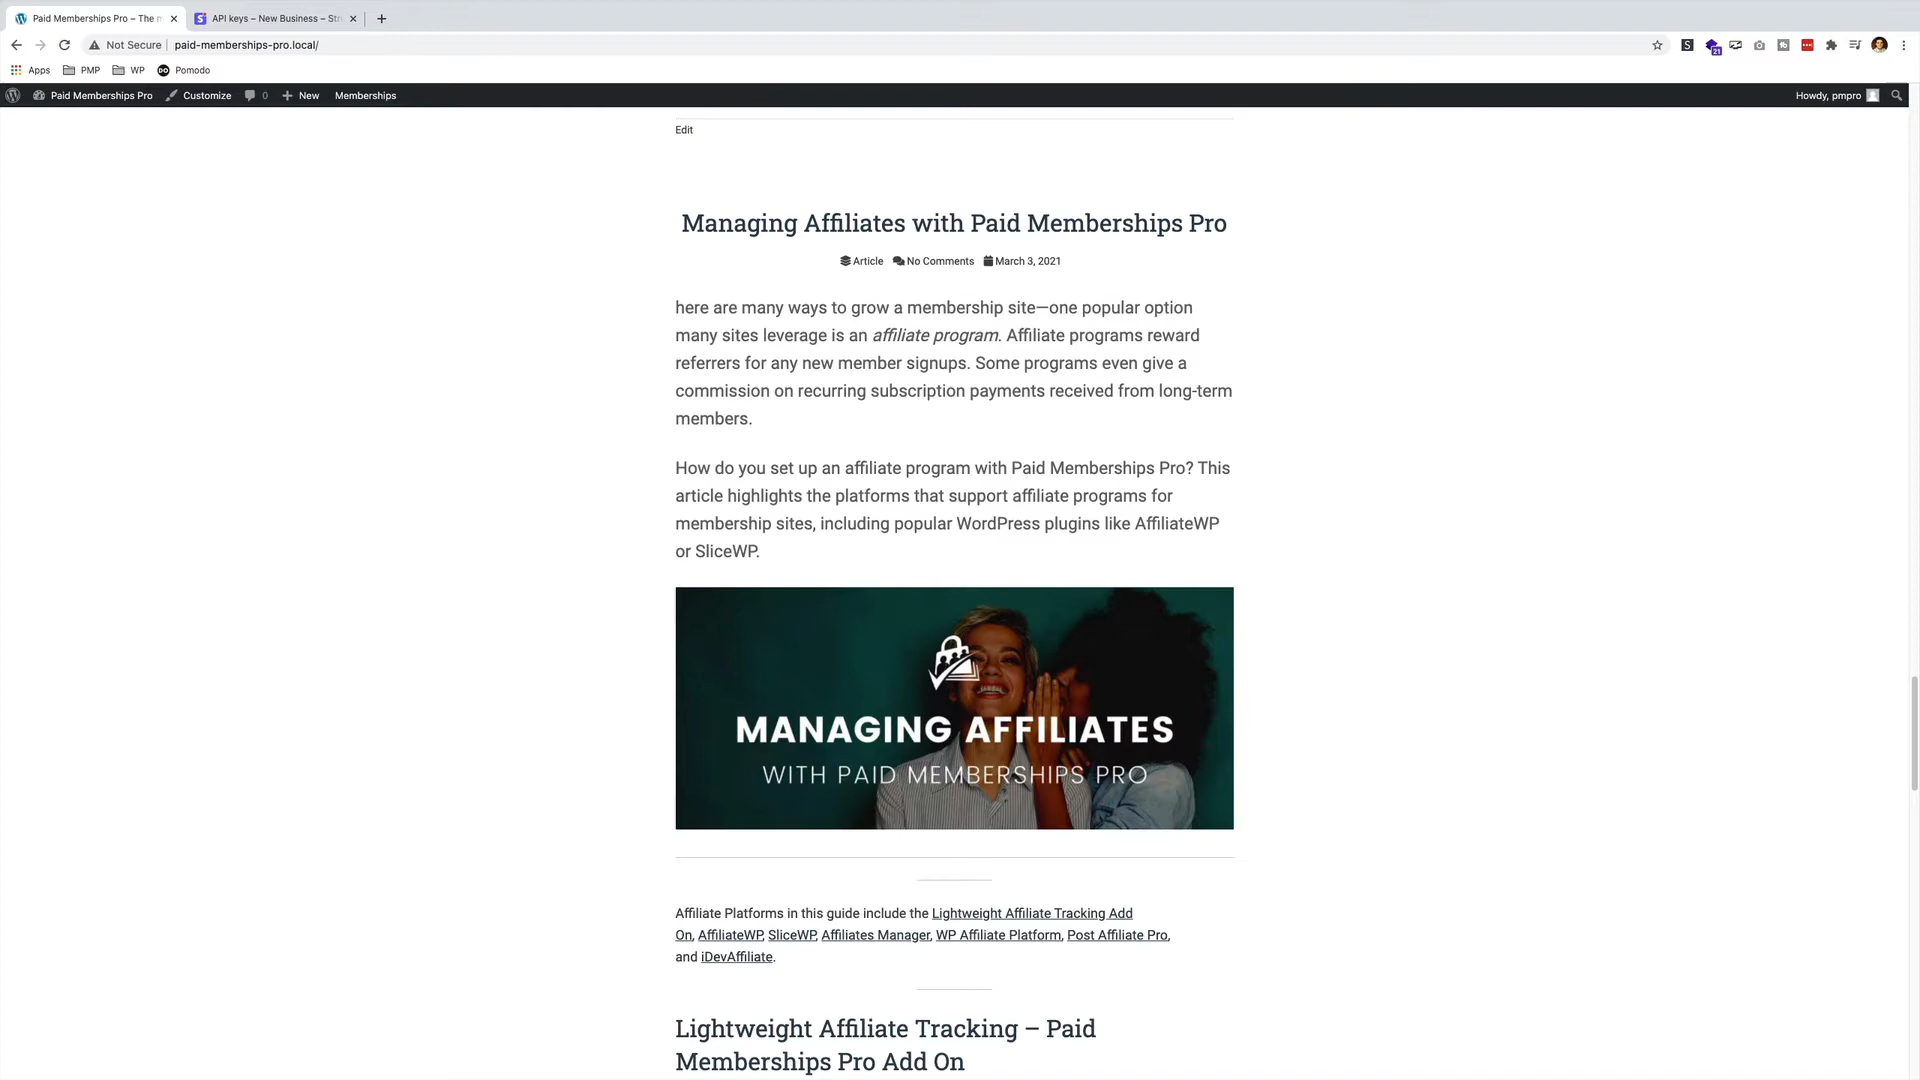 Paid Memberships Pro – The m
API keys – New Business – Str
Not Secure
paid-memberships-pro.local/
21
Apps
PMP
WP
Pomodo
Paid Memberships Pro
Customize
0
New
Memberships
Howdy, pmpro
Edit
Managing Affiliates with Paid Memberships Pro
Article
No Comments
March 3, 2021
here are many ways to grow a membership site—one popular option
many sites leverage is an affiliate program. Affiliate programs reward
referrers for any new member signups. Some programs even give a
commission on recurring subscription payments received from long-term
members.
How do you set up an affiliate program with Paid Memberships Pro? This
article highlights the platforms that support affiliate programs for
membership sites, including popular WordPress plugins like AffiliateWP
or SliceWP.
MANAGING AFFILIATES
WITH PAID MEMBERSHIPS PRO
Affiliate Platforms in this guide include the Lightweight Affiliate Tracking Add
On, AffiliateWP, SliceWP, Affiliates Manager, WP Affiliate Platform, Post Affiliate Pro,
and iDevAffiliate.
Lightweight Affiliate Tracking – Paid
Memberships Pro Add On